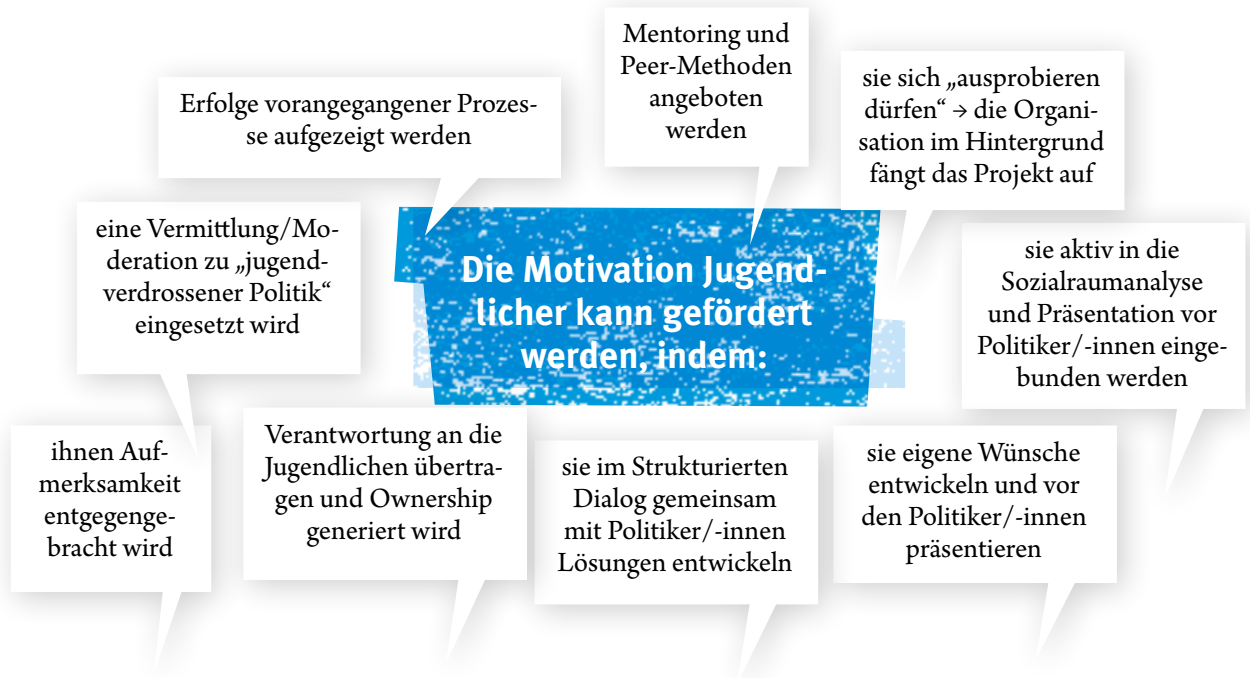 Die Motivation Jugend-
licher kann gefördert
werden, indem:
Erfolge vorangegangener Prozes-
se aufgezeigt werden
Mentoring und
Peer-Methoden
angeboten
werden
sie sich „ausprobieren
dürfen“ → die Organi-
sation im Hintergrund
fängt das Projekt auf
eine Vermittlung/Mo-
deration zu „jugend-
verdrossener Politik“
eingesetzt wird
sie aktiv in die
Sozialraumanalyse
und Präsentation vor
Politiker/-innen einge-
bunden werden
ihnen Auf-
merksamkeit
entgegenge-
bracht wird
Verantwortung an die
Jugendlichen übertra-
gen und Ownership
generiert wird
sie im Strukturierten
Dialog gemeinsam
mit Politiker/-innen
Lösungen entwickeln
sie eigene Wünsche
entwickeln und vor
den Politiker/-innen
präsentieren